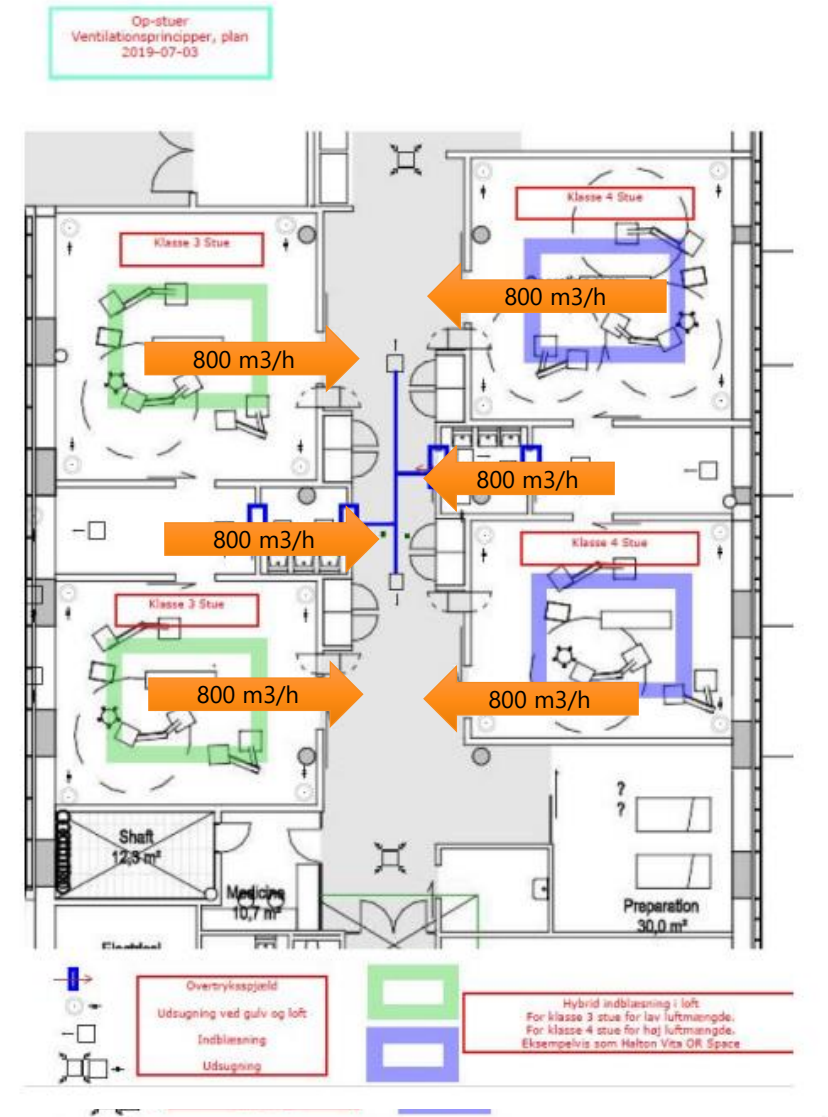 Op-stuer
Ventilationsprincipper, plan
2019-07-03
Klasse 4 Stue
Klasse 3 Stue
800 m3/h
800 m3/h
800 m3/h
800 m3/h
Klasse 4 Stue
Klasse 3 Stue
800 m3/h
800 m3/h
?
?
Shaft
12,3 m²
Medicine
10,7 m²
Preparation
30,0 m²
Electrical
Overtryksspjæld
Udsugning ved gulv og loft
Indblæsning
Udsugning
Hybrid indblæsning i loft
For klasse 3 stue for lav luftmængde.
For klasse 4 stue for høj luftmængde.
Eksempelvis som Halton Vita OR Space